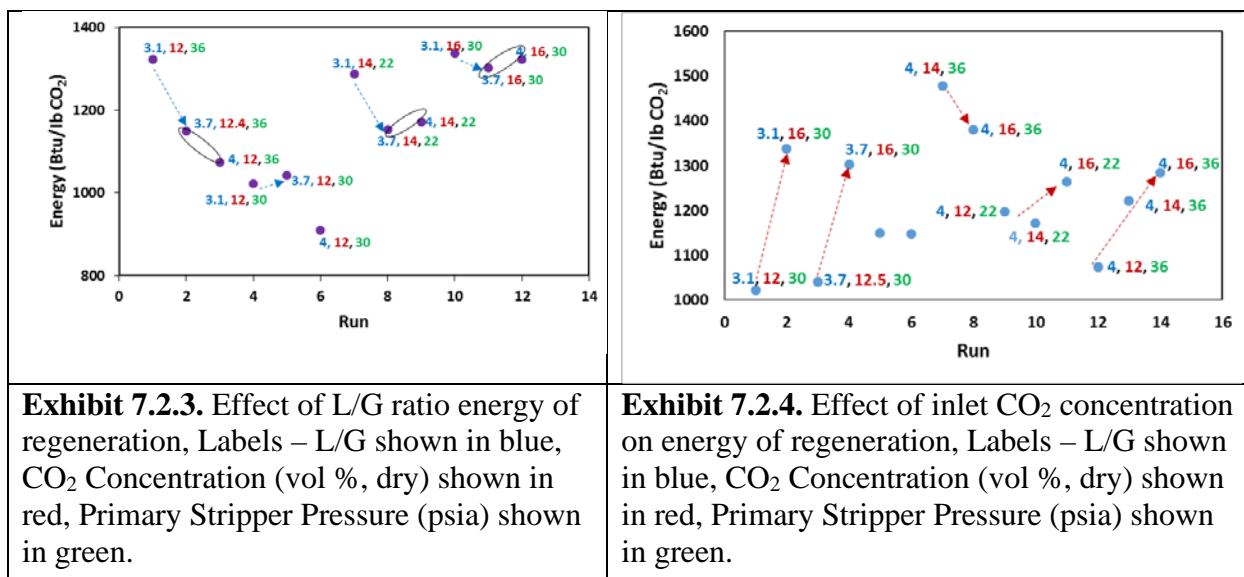 1400
1200
1000
800
Energy (Btu/lb CO2)
3.1, 12, 36
3.7, 12.4, 36
4, 12, 36
3.1, 12, 30
3.7, 12, 30
4, 12, 30
3.1, 14, 22
3.7, 14, 22
4, 14, 22
3.1, 16, 30
3.7, 16, 30
4, 16, 30
0 2 4 6 8 10 12 14
Run
1600
1500
1400
1300
1200
1100
1000
Energy (Btu/lb CO2)
3.1, 12, 30
3.1, 16, 30
3.7, 12.5, 30
3.7, 16, 30
4, 14, 36
4, 16, 36
4, 12, 22
4, 14, 22
4, 16, 22
4, 12, 36
4, 14, 36
4, 16, 36
0 2 4 6 8 10 12 14 16
Run
Exhibit 7.2.3. Effect of L/G ratio energy of
regeneration, Labels – L/G shown in blue,
CO2 Concentration (vol %, dry) shown in
red, Primary Stripper Pressure (psia) shown
in green.
Exhibit 7.2.4. Effect of inlet CO2 concentration
on energy of regeneration, Labels – L/G shown
in blue, CO2 Concentration (vol %, dry) shown
in red, Primary Stripper Pressure (psia) shown
in green.